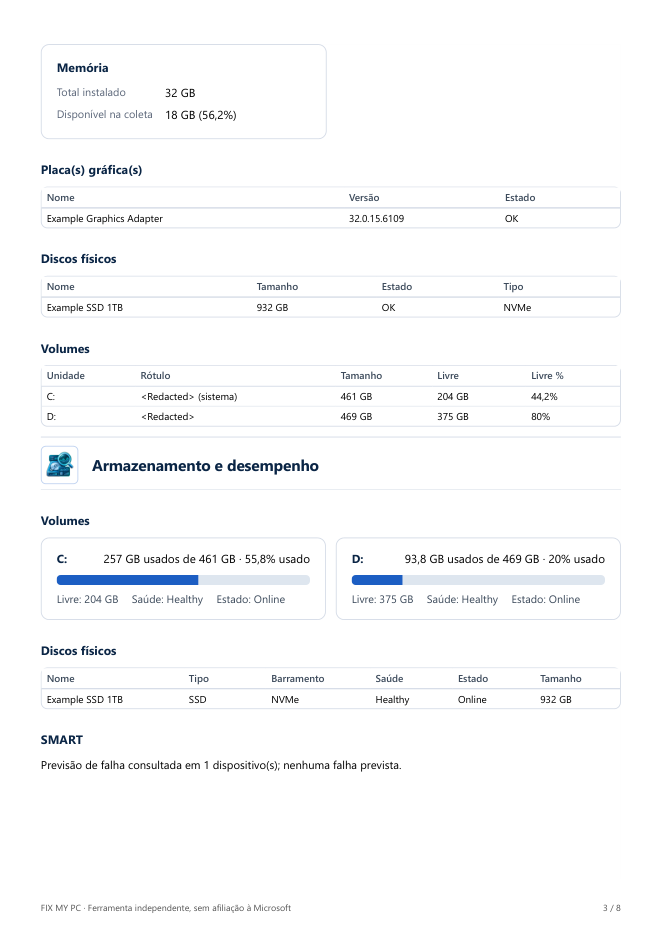 Memória
Total instalado 32 GB
Disponível na coleta 18 GB (56,2%)
Placa(s) gráfica(s)
Nome Versão Estado
Example Graphics Adapter 32.0.15.6109 OK
Discos físicos
Nome Tamanho Estado Tipo
Example SSD 1TB 932 GB OK NVMe
Volumes
Unidade Rótulo Tamanho Livre Livre %
C: <Redacted> (sistema) 461 GB 204 GB 44,2%
D: <Redacted> 469 GB 375 GB 80%
Armazenamento e desempenho
Volumes
C: 257 GB usados de 461 GB · 55,8% usado
Livre: 204 GB Saúde: Healthy Estado: Online
D: 93,8 GB usados de 469 GB · 20% usado
Livre: 375 GB Saúde: Healthy Estado: Online
Discos físicos
Nome Tipo Barramento Saúde Estado Tamanho
Example SSD 1TB SSD NVMe Healthy Online 932 GB
SMART
Previsão de falha consultada em 1 dispositivo(s); nenhuma falha prevista.
FIX MY PC · Ferramenta independente, sem afiliação à Microsoft 3 / 8